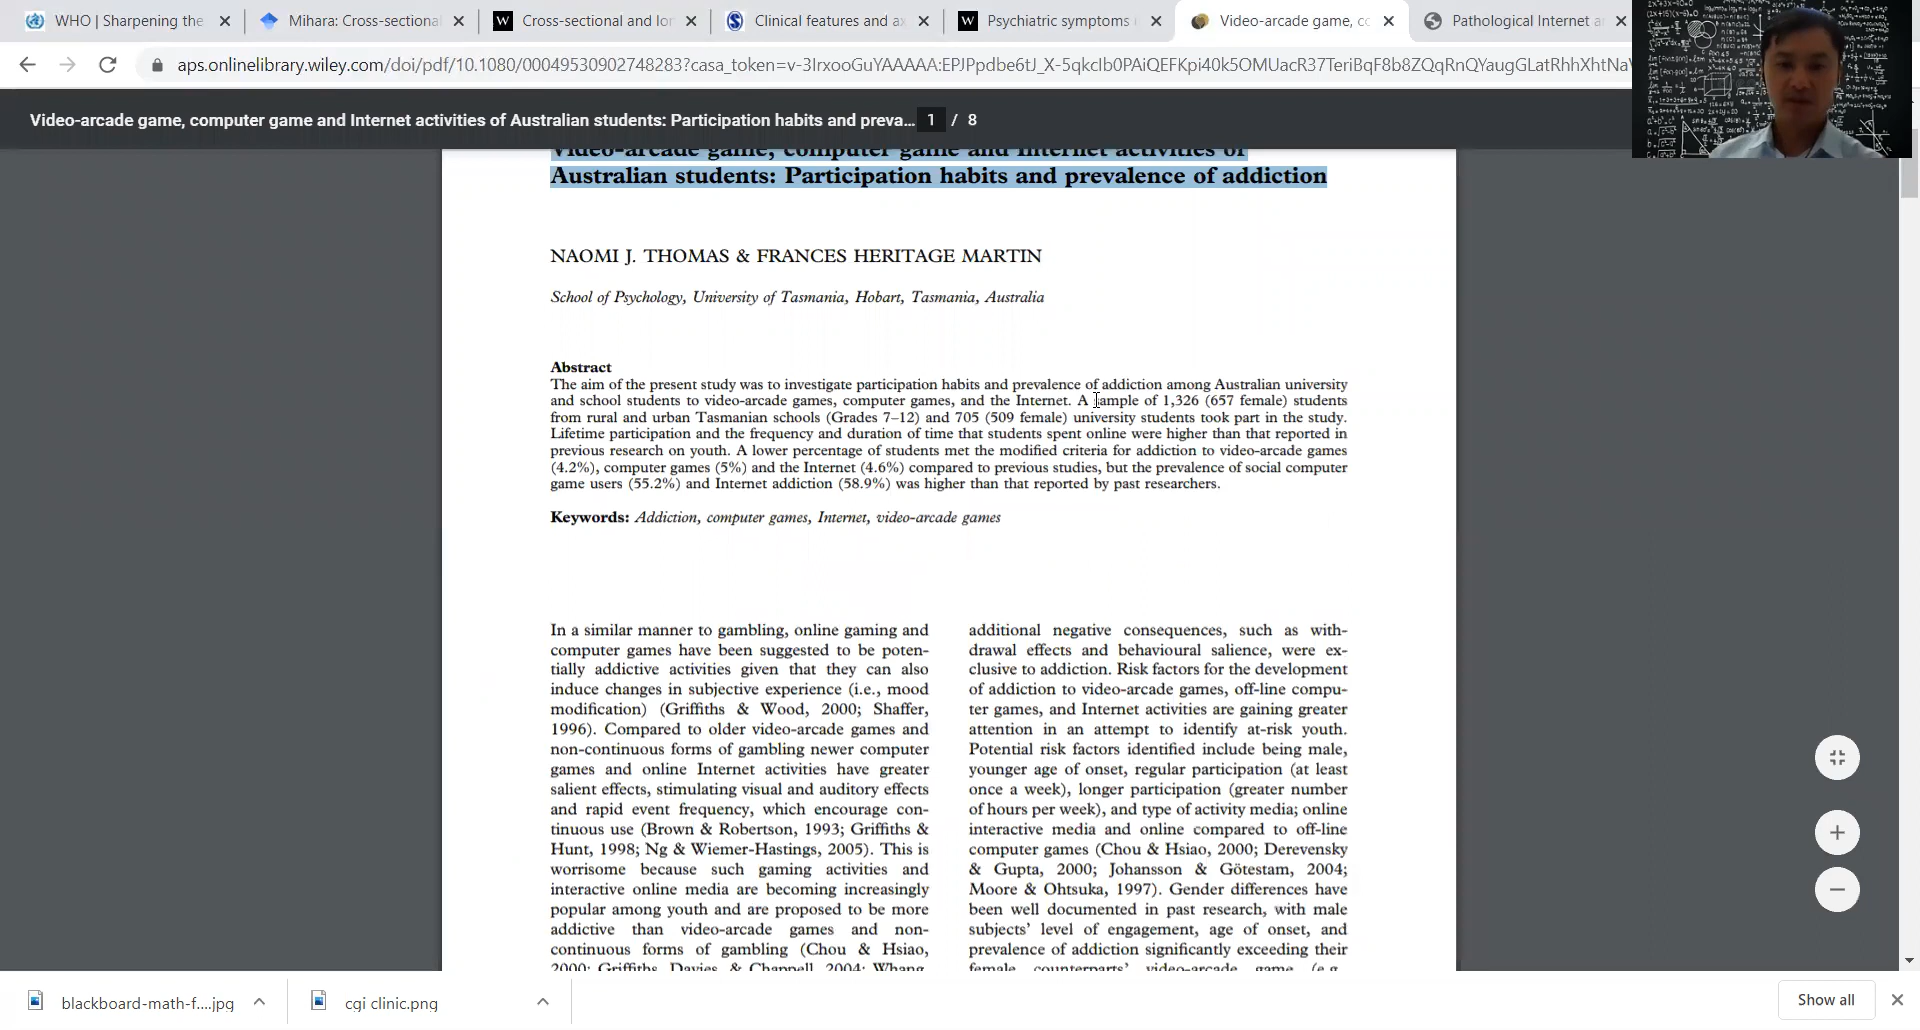 WHO | Sharpening the
Mihara: Cross-sectional
Cross-sectional and lon
Clinical features and ax
Psychiatric symptoms
Video-arcade game, co
Pathological Internet a
aps.onlinelibrary.wiley.com/doi/pdf/10.1080/00049530902748283?casa_token=v-3IrxooGuYAAAAA:EPJPpdbe6tJ_X-5qkcIb0PAiQEFKpi40k5OMUacR37TeriBqF8b8ZQqRnQYaugGLatRhhXhtNaV
Video-arcade game, computer game and Internet activities of Australian students: Participation habits and preva... 1 / 8
Video-arcade game, computer game and Internet activities of
Australian students: Participation habits and prevalence of addiction
NAOMI J. THOMAS & FRANCES HERITAGE MARTIN
School of Psychology, University of Tasmania, Hobart, Tasmania, Australia
Abstract
The aim of the present study was to investigate participation habits and prevalence of addiction among Australian university
and school students to video-arcade games, computer games, and the Internet. A sample of 1,326 (657 female) students
from rural and urban Tasmanian schools (Grades 7–12) and 705 (509 female) university students took part in the study.
Lifetime participation and the frequency and duration of time that students spent online were higher than that reported in
previous research on youth. A lower percentage of students met the modified criteria for addiction to video-arcade games
(4.2%), computer games (5%) and the Internet (4.6%) compared to previous studies, but the prevalence of social computer
game users (55.2%) and Internet addiction (58.9%) was higher than that reported by past researchers.
Keywords: Addiction, computer games, Internet, video-arcade games
In a similar manner to gambling, online gaming and
computer games have been suggested to be poten-
tially addictive activities given that they can also
induce changes in subjective experience (i.e., mood
modification) (Griffiths & Wood, 2000; Shaffer,
1996). Compared to older video-arcade games and
non-continuous forms of gambling newer computer
games and online Internet activities have greater
salient effects, stimulating visual and auditory effects
and rapid event frequency, which encourage con-
tinuous use (Brown & Robertson, 1993; Griffiths &
Hunt, 1998; Ng & Wiemer-Hastings, 2005). This is
worrisome because such gaming activities and
interactive online media are becoming increasingly
popular among youth and are proposed to be more
addictive than video-arcade games and non-
continuous forms of gambling (Chou & Hsiao,
2000; Griffiths, Davies, & Chappell, 2004; Whang,
additional negative consequences, such as with-
drawal effects and behavioural salience, were ex-
clusive to addiction. Risk factors for the development
of addiction to video-arcade games, off-line compu-
ter games, and Internet activities are gaining greater
attention in an attempt to identify at-risk youth.
Potential risk factors identified include being male,
younger age of onset, regular participation (at least
once a week), longer participation (greater number
of hours per week), and type of activity media; online
interactive media and online compared to off-line
computer games (Chou & Hsiao, 2000; Derevensky
& Gupta, 2000; Johansson & Götestam, 2004;
Moore & Ohtsuka, 1997). Gender differences have
been well documented in past research, with male
subjects' level of engagement, age of onset, and
prevalence of addiction significantly exceeding their
female counterparts' video-arcade game (e.g.,
blackboard-math-f....jpg
cgi clinic.png
Show all